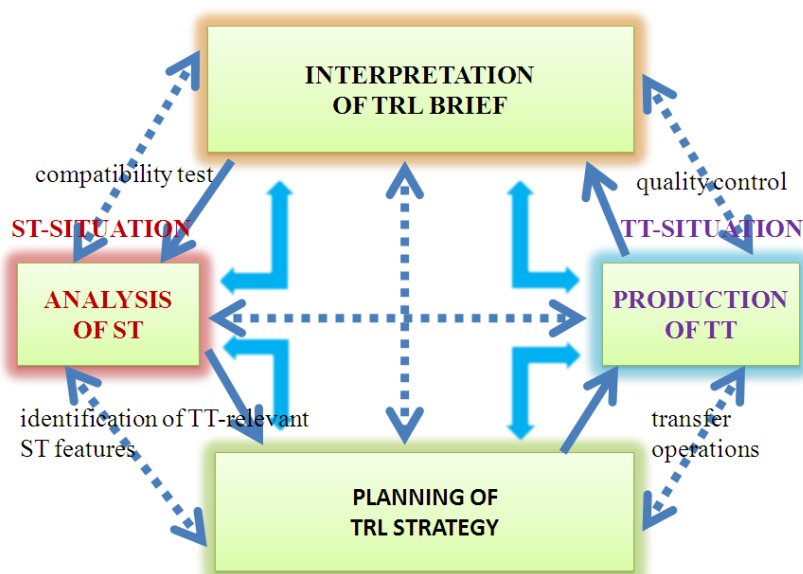 INTERPRETATION
OF TRL BRIEF
compatibility test
quality control
ST-SITUATION
TT-SITUATION
ANALYSIS
OF ST
PRODUCTION
OF TT
identification of TT-relevant
ST features
transfer
operations
PLANNING OF
TRL STRATEGY